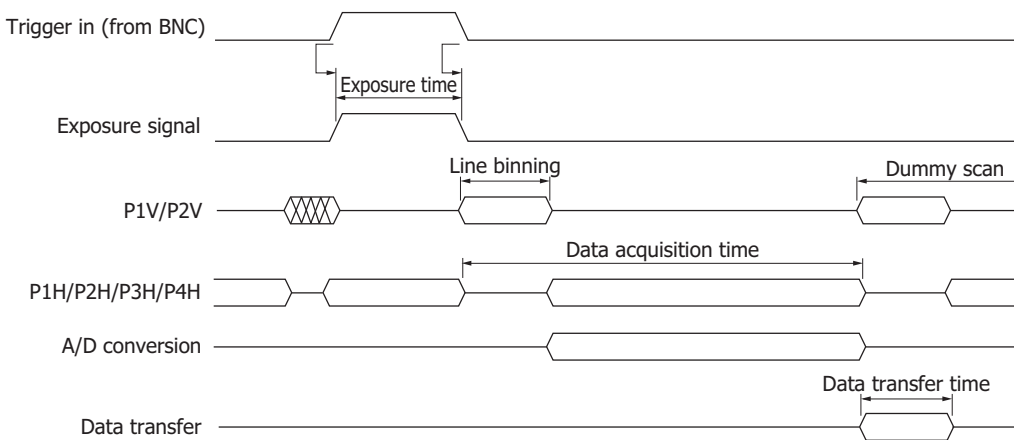 Trigger in (from BNC)
Exposure time
Exposure signal
Line binning
Dummy scan
P1V/P2V
Data acquisition time
P1H/P2H/P3H/P4H
A/D conversion
Data transfer time
Data transfer